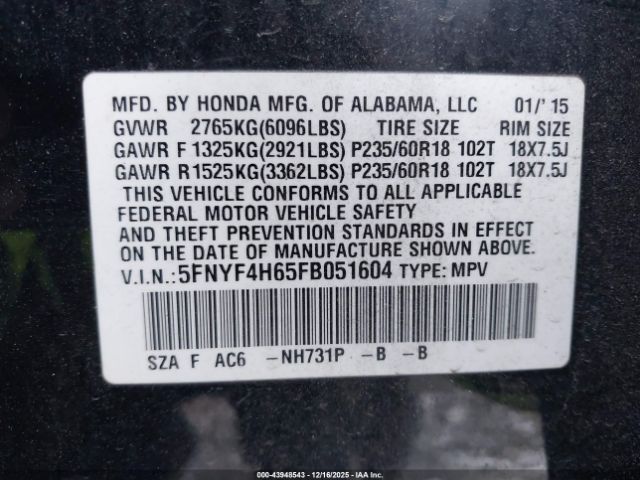 MFD. BY HONDA MFG. OF ALABAMA, LLC 01/'15
GVWR 2765KG(6096LBS) TIRE SIZE RIM SIZE
GAWR F 1325KG(2921LBS) P235/60R18 102T 18X7.5J
GAWR R 1525KG(3362LBS) P235/60R18 102T 18X7.5J
THIS VEHICLE CONFORMS TO ALL APPLICABLE
FEDERAL MOTOR VEHICLE SAFETY
AND THEFT PREVENTION STANDARDS IN EFFECT
ON THE DATE OF MANUFACTURE SHOWN ABOVE.
V.I.N.:5FNYF4H65FB051604 TYPE: MPV
SZA F AC6 -NH731P -B -B
000-43948543 - 12/16/2025 - IAA Inc.